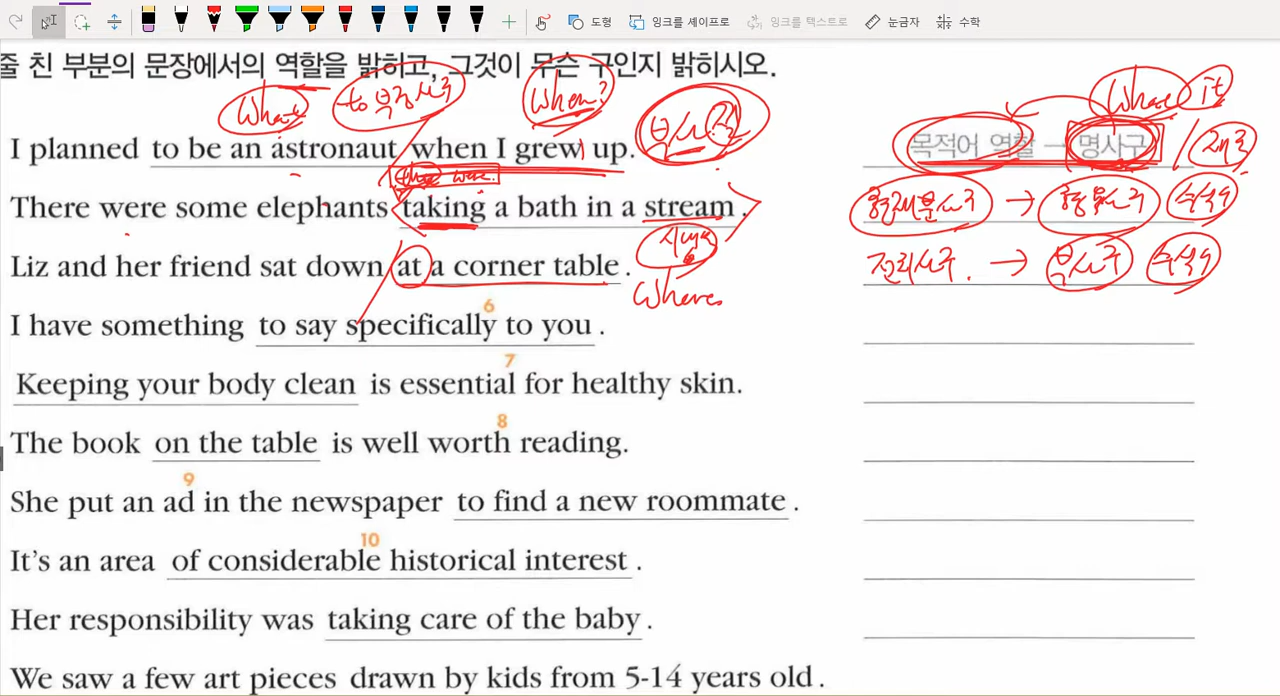 도형 잉크를 셰이프로 잉크를 텍스트로 눈금자 수학
줄 친 부분의 문장에서의 역할을 밝히고, 그것이 무슨 구인지 밝히시오.
What to 부정사구 When? What it
I planned to be an astronaut when I grew up. 부사절 목적어 역할 → 명사구 / 재료
were
There were some elephants taking a bath in a stream. 현재분사구 → 형용사구 수식어
Liz and her friend sat down at a corner table. 전치사구. → 부사구 수식어
Where
6
I have something to say specifically to you.
7
Keeping your body clean is essential for healthy skin.
8
The book on the table is well worth reading.
9
She put an ad in the newspaper to find a new roommate.
10
It's an area of considerable historical interest.
Her responsibility was taking care of the baby.
We saw a few art pieces drawn by kids from 5-14 years old.